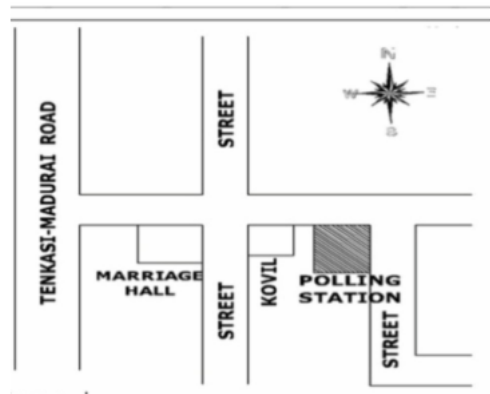 N
W
E
S
STREET
TENKASI-MADURAI ROAD
MARRIAGE
HALL
STREET
KOVIL
POLLING
STATION
STREET